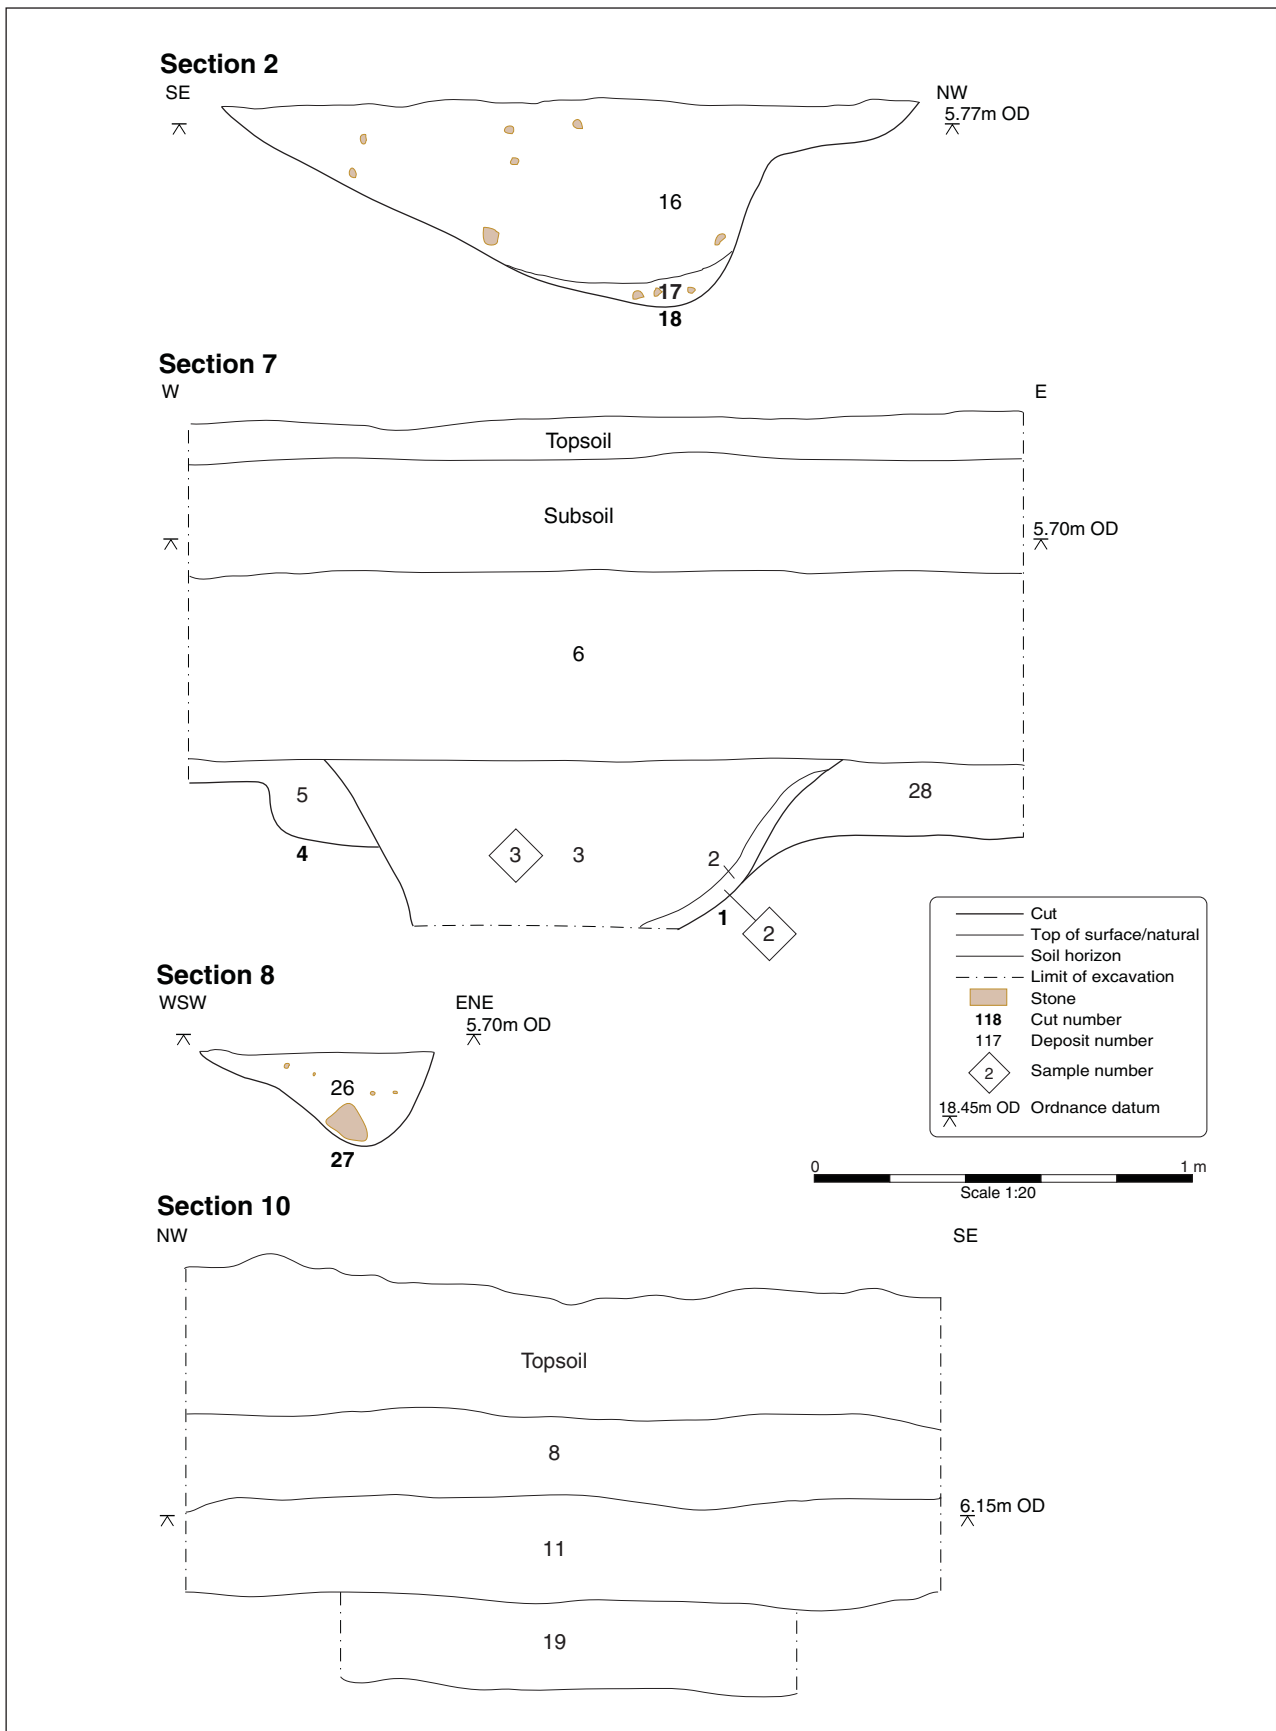 Section 2
SE
NW
5.77m OD
16
17
18
Section 7
W
E
Topsoil
Subsoil
5.70m OD
6
5
28
4
3
3
2
1
2
Section 8
WSW
ENE
5.70m OD
26
27
Cut
Top of surface/natural
Soil horizon
Limit of excavation
Stone
118 Cut number
117 Deposit number
2 Sample number
18.45m OD Ordnance datum
0 1 m
Scale 1:20
Section 10
NW
SE
Topsoil
8
6.15m OD
11
19